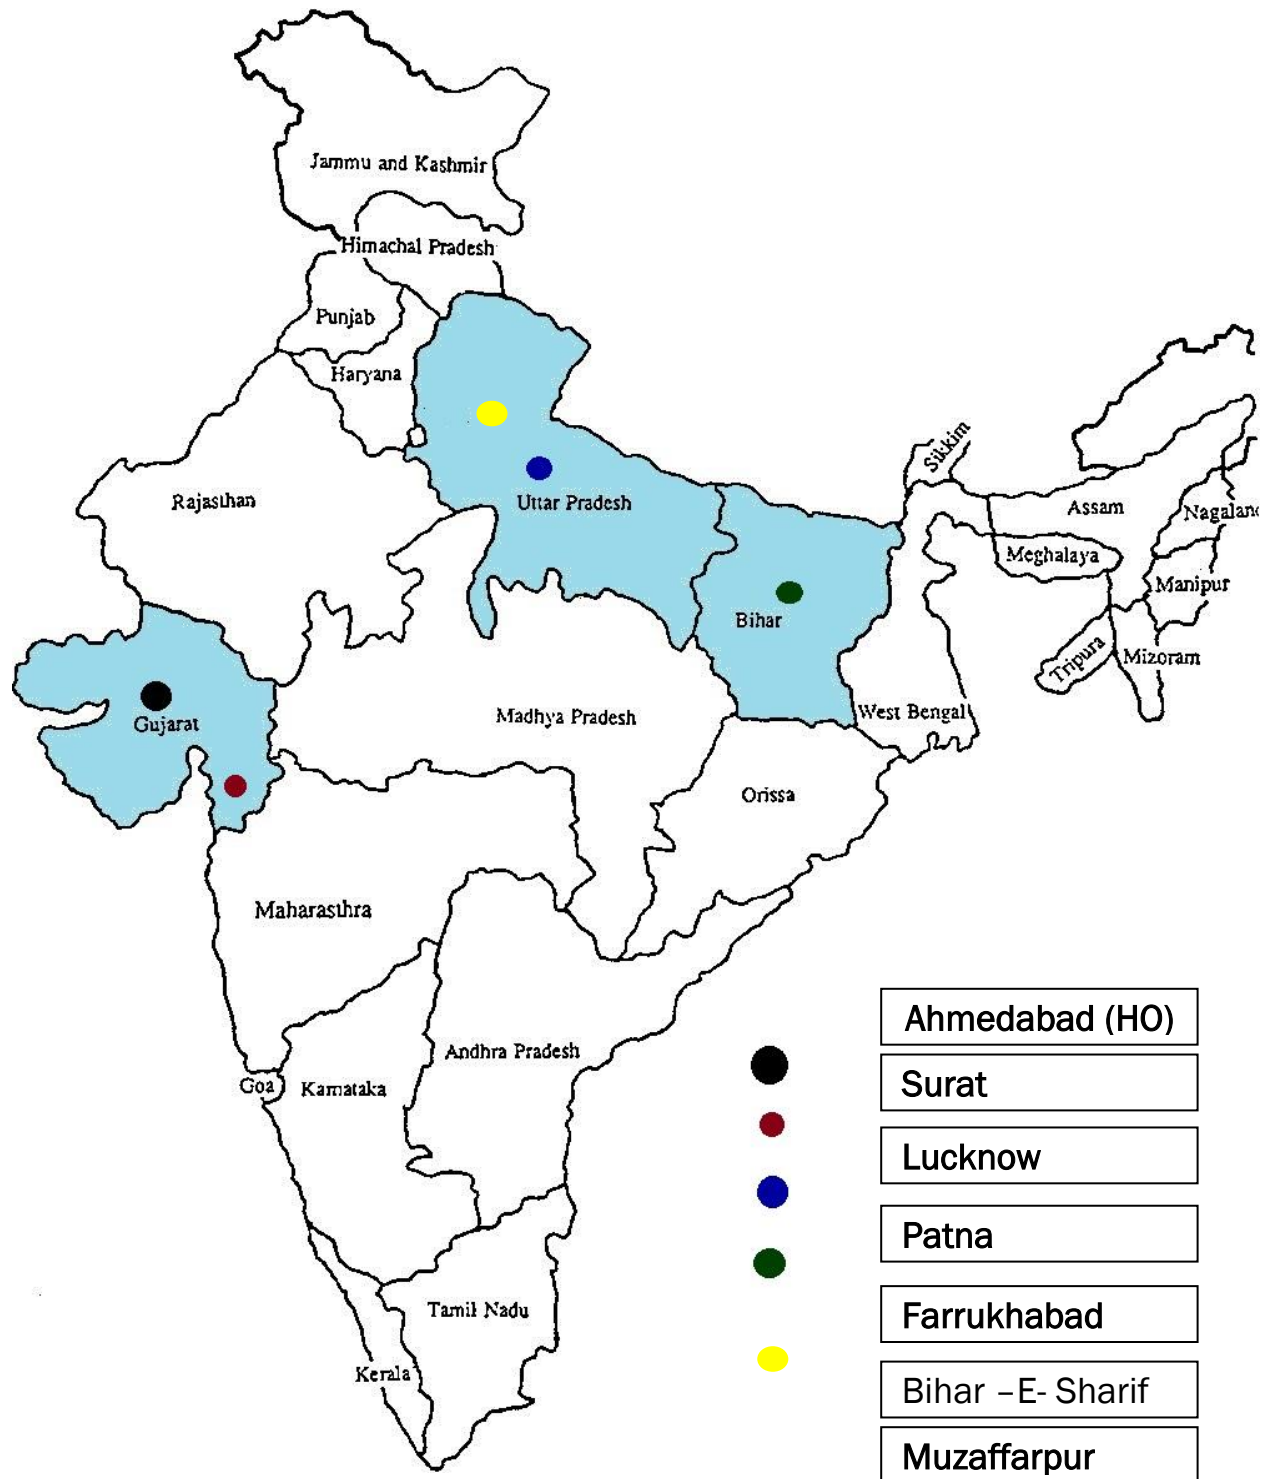 Jammu and Kashmir
Himachal Pradesh
Punjab
Haryana
Sikkim
Rajasthan
Uttar Pradesh
Assam
Nagalan
Meghalaya
Manipur
Bihar
Tripura
Mizoram
Gujarat
Madhya Pradesh
West Bengal
Orissa
Maharasthra
Ahmedabad (HO)
Andhra Pradesh
Goa
Karnataka
Surat
Lucknow
Patna
Tamil Nadu
Farrukhabad
Kerala
Bihar –E- Sharif
Muzaffarpur